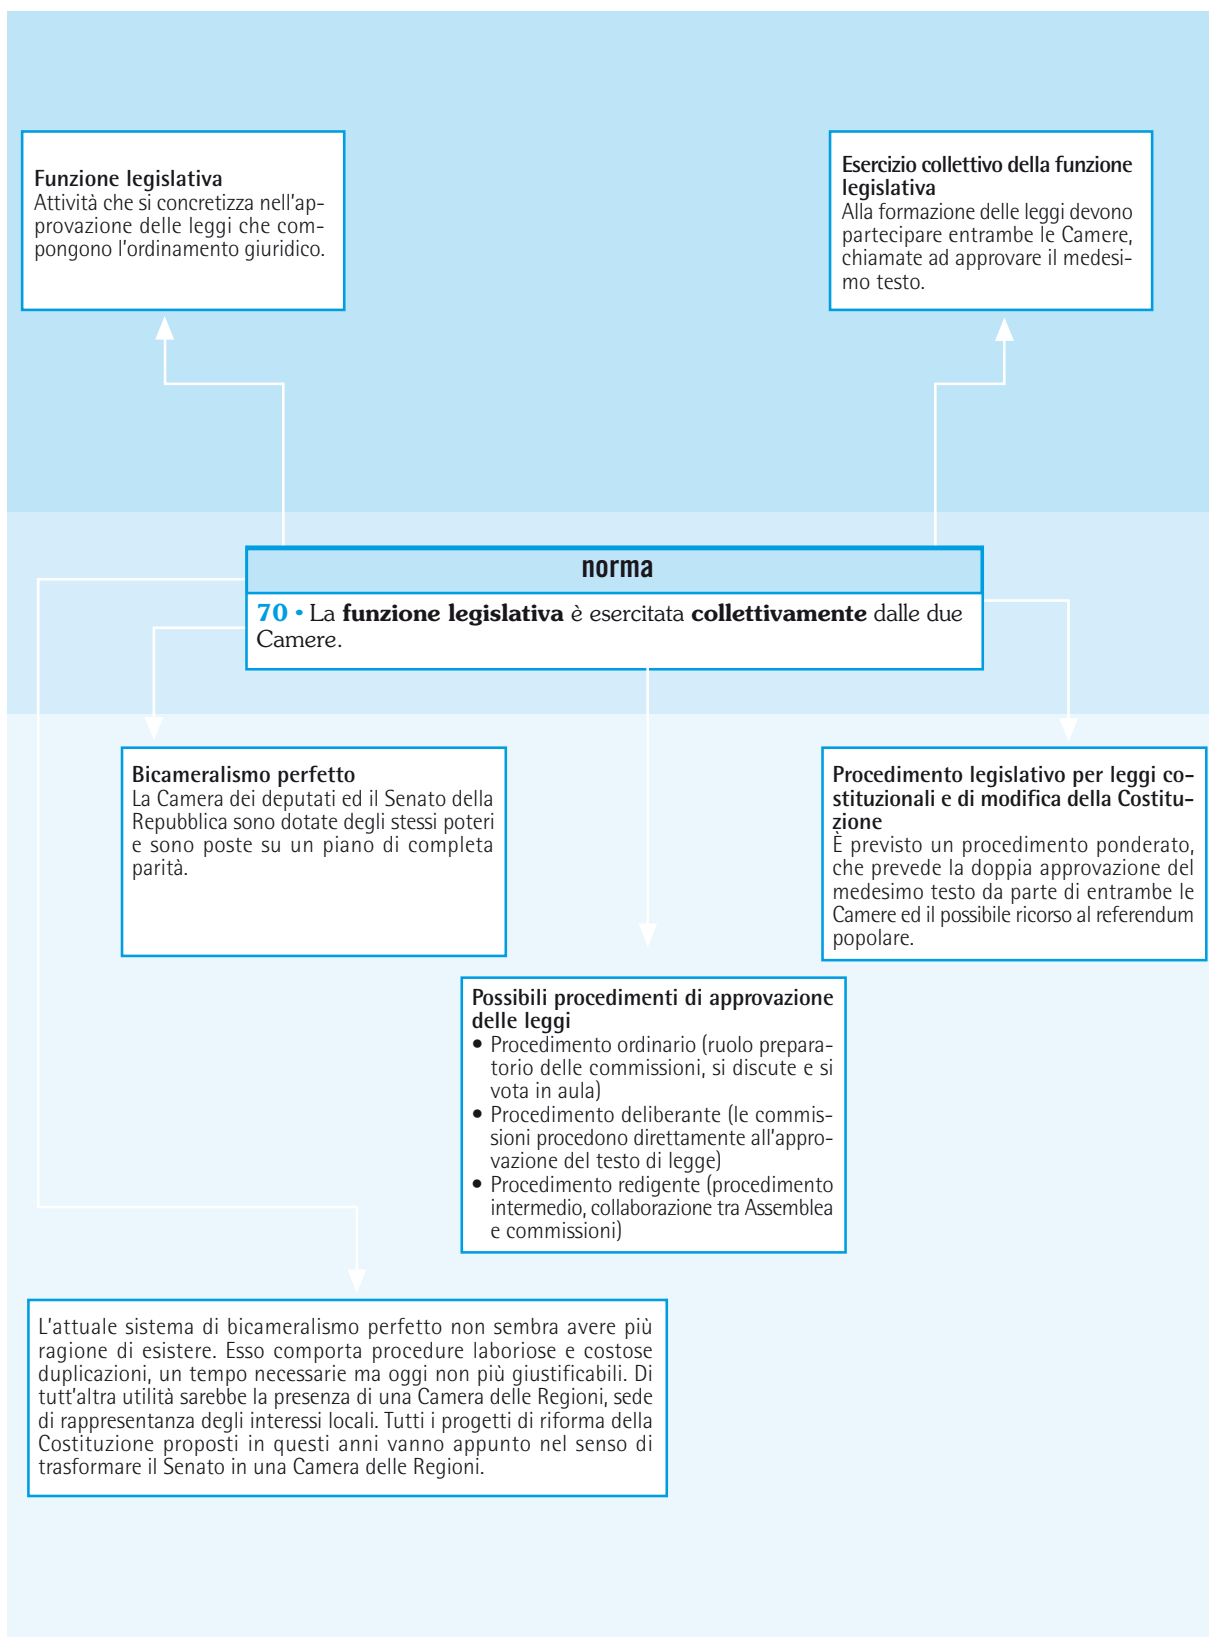 Funzione legislativa
Attività che si concretizza nell'ap-
provazione delle leggi che com-
pongono l'ordinamento giuridico.
Esercizio collettivo della funzione
legislativa
Alla formazione delle leggi devono
partecipare entrambe le Camere,
chiamate ad approvare il medesi-
mo testo.
norma
70 • La funzione legislativa è esercitata collettivamente dalle due
Camere.
Bicameralismo perfetto
La Camera dei deputati ed il Senato della
Repubblica sono dotate degli stessi poteri
e sono poste su un piano di completa
parità.
Procedimento legislativo per leggi co-
stituzionali e di modifica della Costitu-
zione
È previsto un procedimento ponderato,
che prevede la doppia approvazione del
medesimo testo da parte di entrambe le
Camere ed il possibile ricorso al referendum
popolare.
Possibili procedimenti di approvazione
delle leggi
• Procedimento ordinario (ruolo prepara-
torio delle commissioni, si discute e si
vota in aula)
• Procedimento deliberante (le commis-
sioni procedono direttamente all'appro-
vazione del testo di legge)
• Procedimento redigente (procedimento
intermedio, collaborazione tra Assemblea
e commissioni)
L'attuale sistema di bicameralismo perfetto non sembra avere più
ragione di esistere. Esso comporta procedure laboriose e costose
duplicazioni, un tempo necessarie ma oggi non più giustificabili. Di
tutt'altra utilità sarebbe la presenza di una Camera delle Regioni, sede
di rappresentanza degli interessi locali. Tutti i progetti di riforma della
Costituzione proposti in questi anni vanno appunto nel senso di
trasformare il Senato in una Camera delle Regioni.